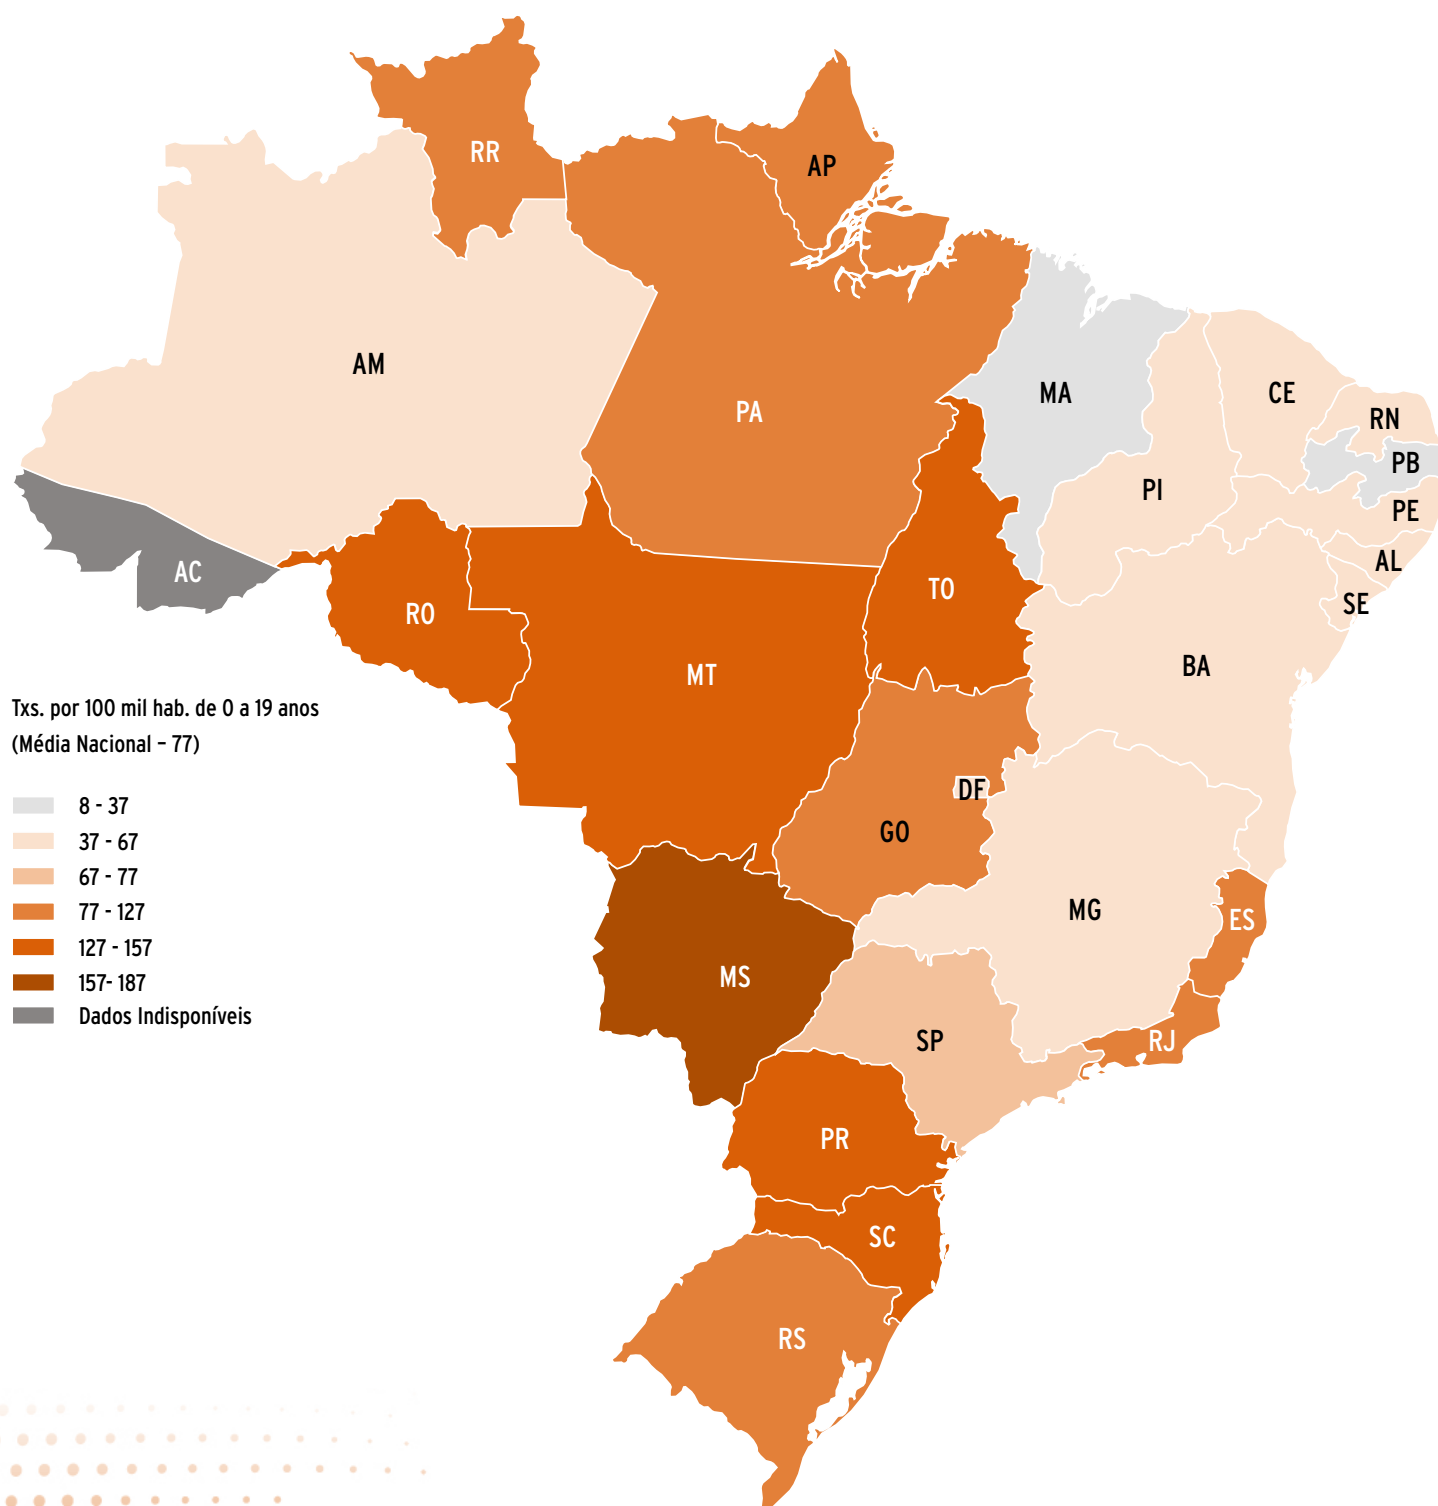 RR
AP
AM
PA
MA
CE
RN
PB
PI
PE
AL
AC
TO
SE
RO
BA
MT
Txs. por 100 mil hab. de 0 a 19 anos
(Média Nacional – 77)
DF
8 - 37
GO
37 - 67
67 - 77
77 - 127
MG
ES
127 - 157
MS
157- 187
Dados Indisponíveis
SP
RJ
PR
SC
RS